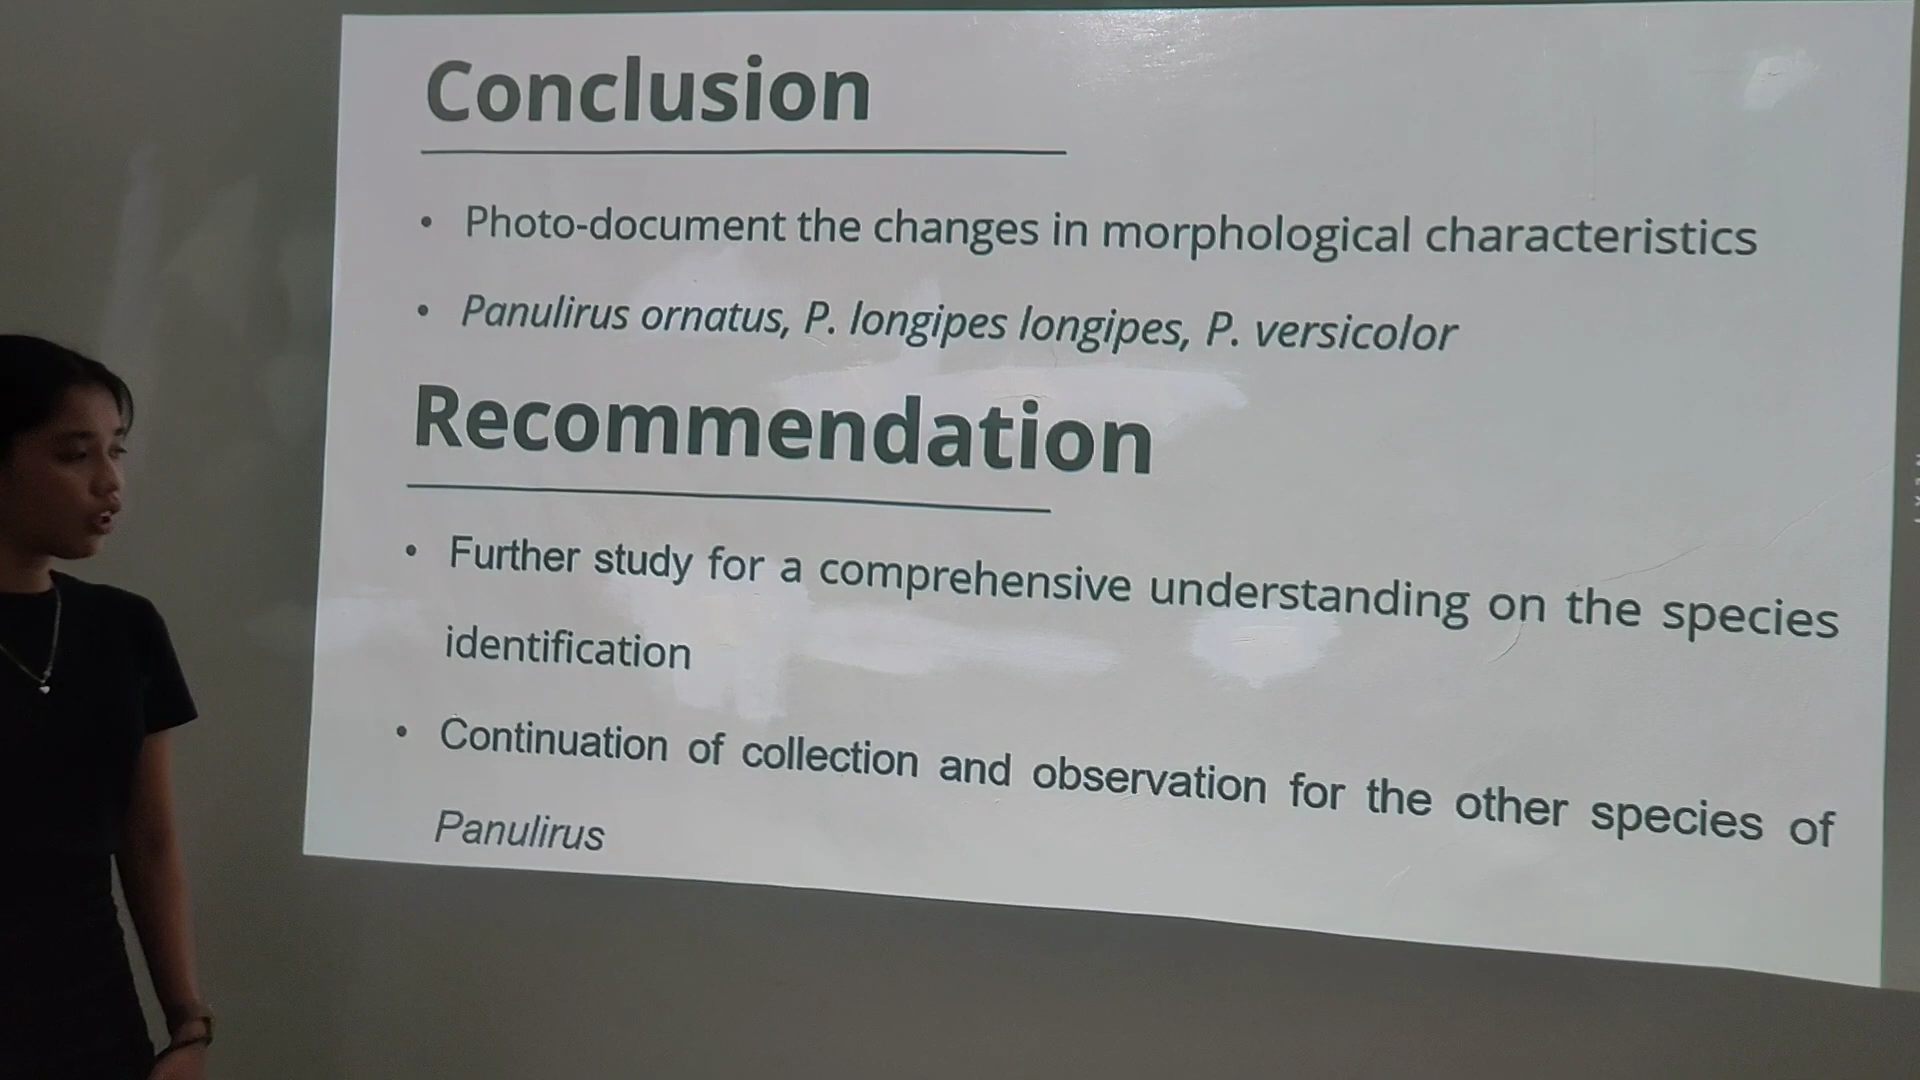 Conclusion
• Photo-document the changes in morphological characteristics
• Panulirus ornatus, P. longipes longipes, P. versicolor
Recommendation
• Further study for a comprehensive understanding on the species
identification
• Continuation of collection and observation for the other species of
Panulirus